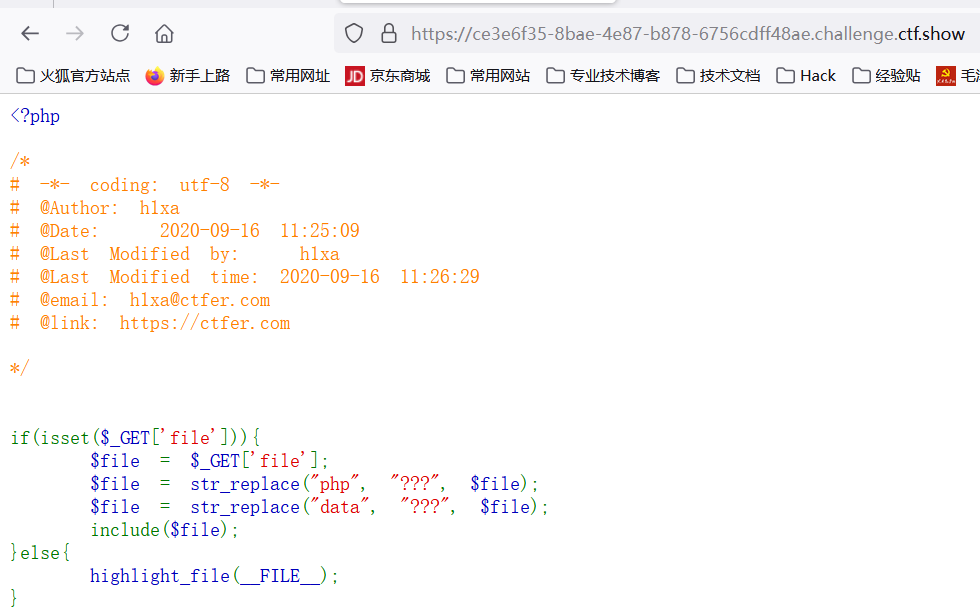 https://ce3e6f35-8bae-4e87-b878-6756cdff48ae.challenge.ctf.show
火狐官方站点 新手上路 常用网址 JD 京东商城 常用网站 专业技术博客 技术文档 Hack 经验贴
<?php
/*
# -*- coding: utf-8 -*-
# @Author: hlxa
# @Date: 2020-09-16 11:25:09
# @Last Modified by: hlxa
# @Last Modified time: 2020-09-16 11:26:29
# @email: hlxa@ctfer.com
# @link: https://ctfer.com
*/
if(isset($_GET['file'])){
$file = $_GET['file'];
$file = str_replace("php", "???", $file);
$file = str_replace("data", "???", $file);
include($file);
}else{
highlight_file(__FILE__);
}